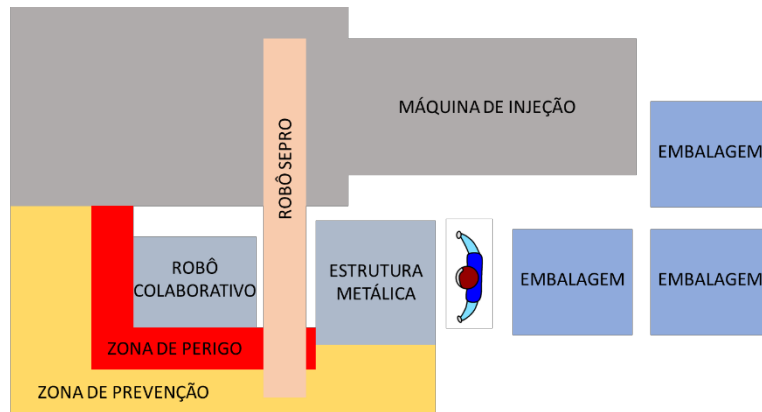 MÁQUINA DE INJEÇÃO
ROBÔ SEPRO
EMBALAGEM
ROBÔ
COLABORATIVO
ESTRUTURA
METÁLICA
EMBALAGEM
EMBALAGEM
ZONA DE PERIGO
ZONA DE PREVENÇÃO